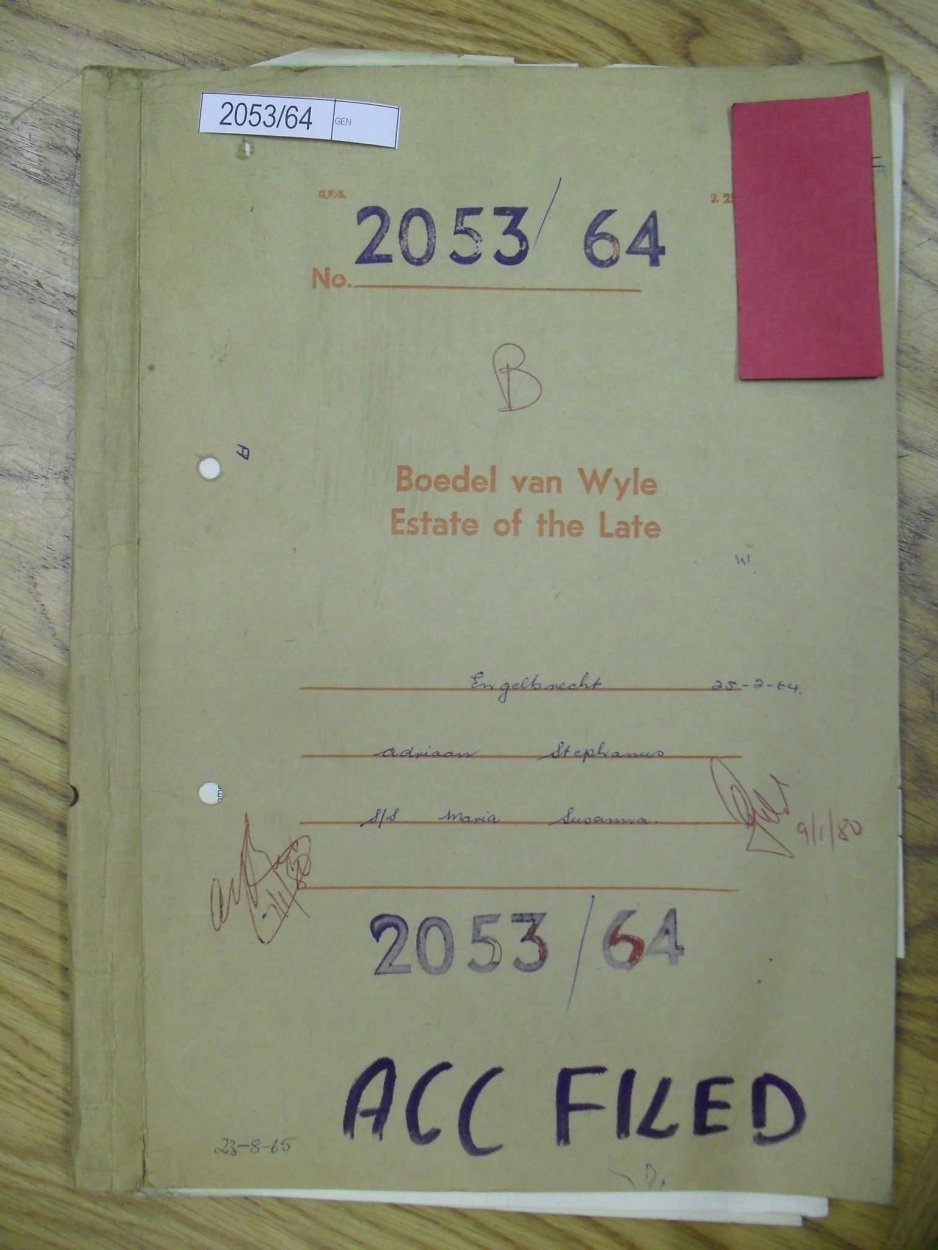 2053/64 GEN
G.P.-S.
2053/64
No.
B
A
Boedel van Wyle
Estate of the Late
W.
Engelbrecht 25-2-64.
Adriaan Stephanus
S/S Maria Susanna.
9/1/80
2053/64
ACC FILED
23-8-65
D.